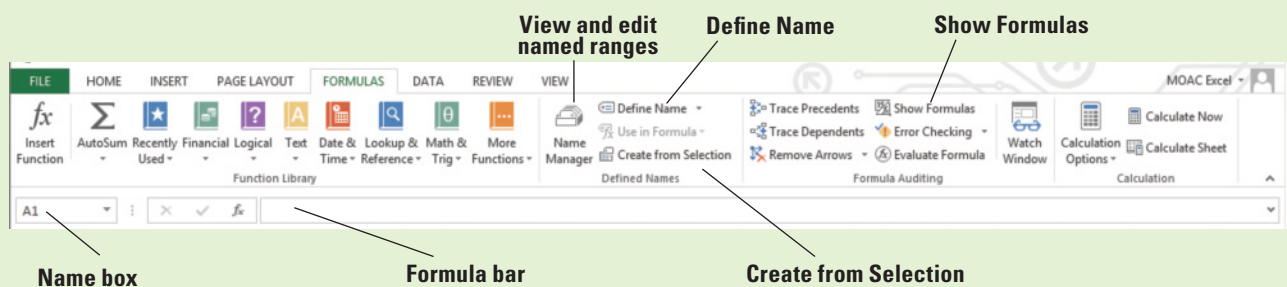 View and edit
named ranges
Define Name
Show Formulas
FILE HOME INSERT PAGE LAYOUT FORMULAS DATA REVIEW VIEW MOAC Excel
fx Insert Function
AutoSum
Recently Used
Financial
Logical
Text
Date & Time
Lookup & Reference
Math & Trig
More Functions
Function Library
Name Manager
Define Name
Use in Formula
Create from Selection
Defined Names
Trace Precedents
Trace Dependents
Remove Arrows
Show Formulas
Error Checking
Evaluate Formula
Watch Window
Formula Auditing
Calculation Options
Calculate Now
Calculate Sheet
Calculation
A1 fx
Name box
Formula bar
Create from Selection